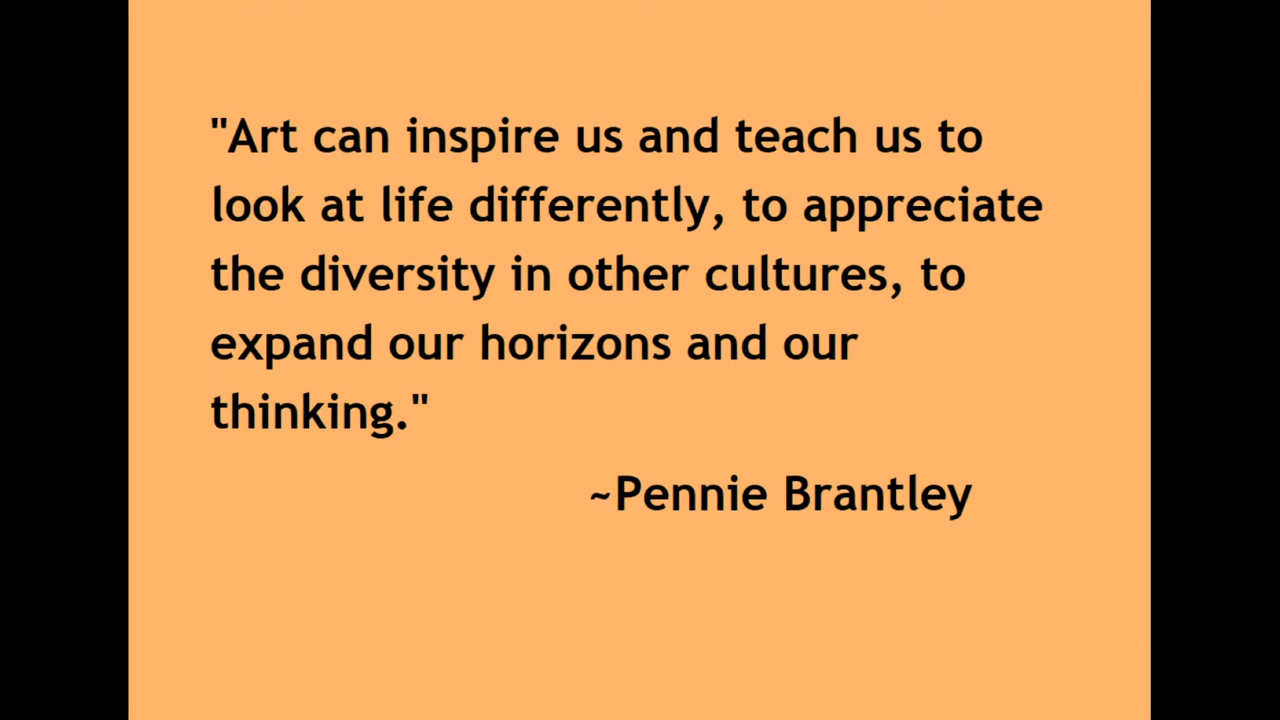 "Art can inspire us and teach us to
look at life differently, to appreciate
the diversity in other cultures, to
expand our horizons and our
thinking."
~Pennie Brantley